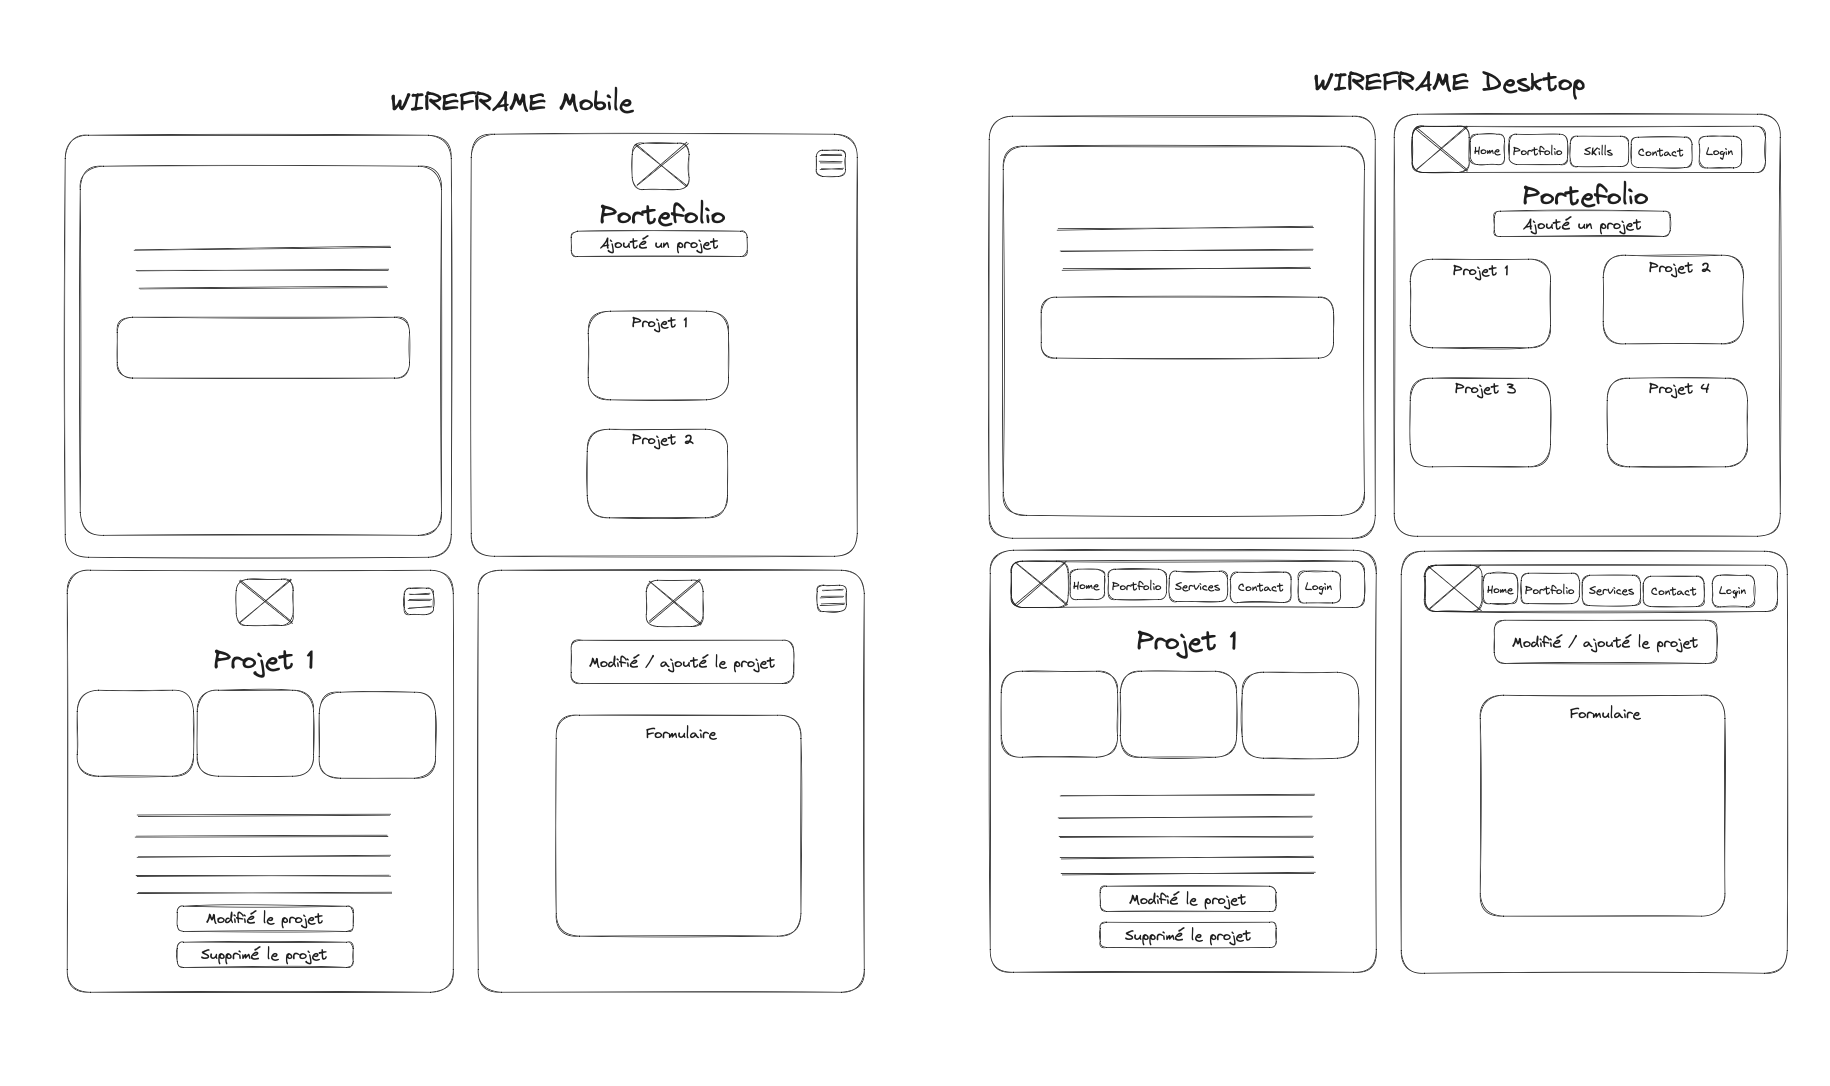 WIREFRAME Mobile
Portefolio
Ajouté un projet
Projet 1
Projet 2
Projet 1
Modifié le projet
Supprimé le projet
Modifié / ajouté le projet
Formulaire
WIREFRAME Desktop
Home Portfolio Skills Contact Login
Portefolio
Ajouté un projet
Projet 1 Projet 2
Projet 3 Projet 4
Home Portfolio Services Contact Login
Projet 1
Modifié le projet
Supprimé le projet
Home Portfolio Services Contact Login
Modifié / ajouté le projet
Formulaire